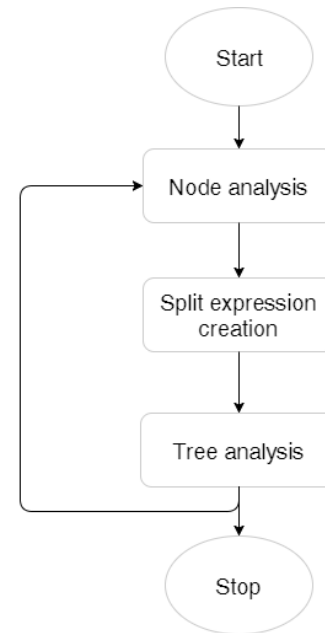 Start
Node analysis
Split expression
creation
Tree analysis
Stop